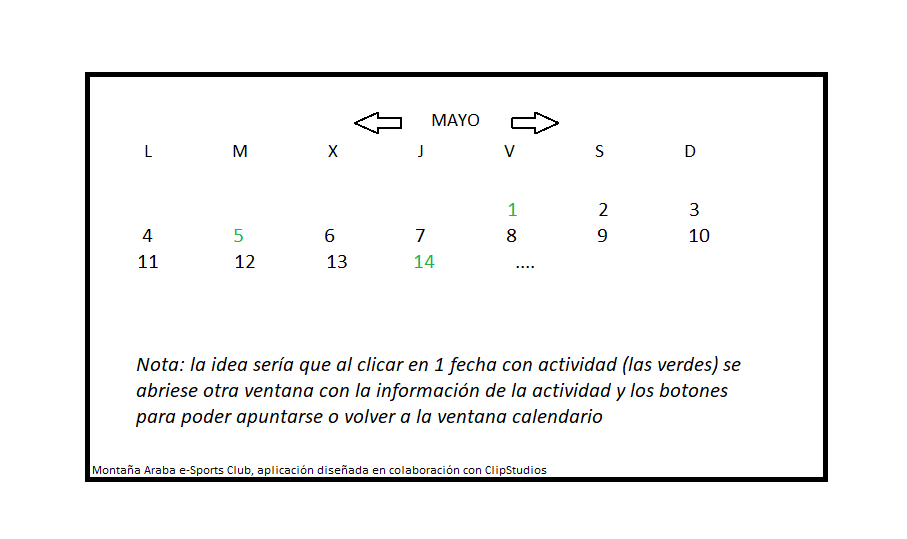 MAYO
L M X J V S D
1 2 3
4 5 6 7 8 9 10
11 12 13 14 ....
Nota: la idea sería que al clicar en 1 fecha con actividad (las verdes) se
abriese otra ventana con la información de la actividad y los botones
para poder apuntarse o volver a la ventana calendario
Montaña Araba e-Sports Club, aplicación diseñada en colaboración con ClipStudios